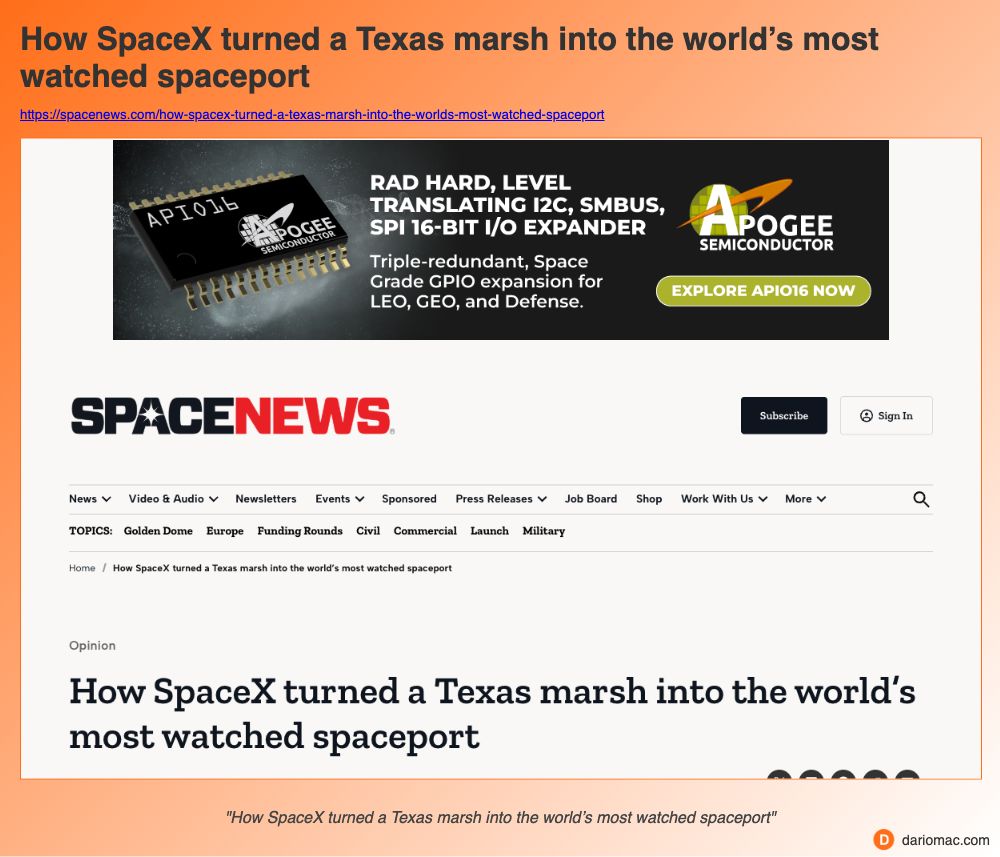 How SpaceX turned a Texas marsh into the world’s most
watched spaceport
https://spacenews.com/how-spacex-turned-a-texas-marsh-into-the-worlds-most-watched-spaceport
API016
APOGEE
SEMICONDUCTOR
RAD HARD, LEVEL
TRANSLATING I2C, SMBUS,
SPI 16-BIT I/O EXPANDER
Triple-redundant, Space
Grade GPIO expansion for
LEO, GEO, and Defense.
APOGEE
SEMICONDUCTOR
EXPLORE APIO16 NOW
SPACENEWS
Subscribe
Sign In
News Video & Audio Newsletters Events Sponsored Press Releases Job Board Shop Work With Us More
TOPICS: Golden Dome Europe Funding Rounds Civil Commercial Launch Military
Home / How SpaceX turned a Texas marsh into the world’s most watched spaceport
Opinion
How SpaceX turned a Texas marsh into the world’s
most watched spaceport
"How SpaceX turned a Texas marsh into the world’s most watched spaceport"
D dariomac.com